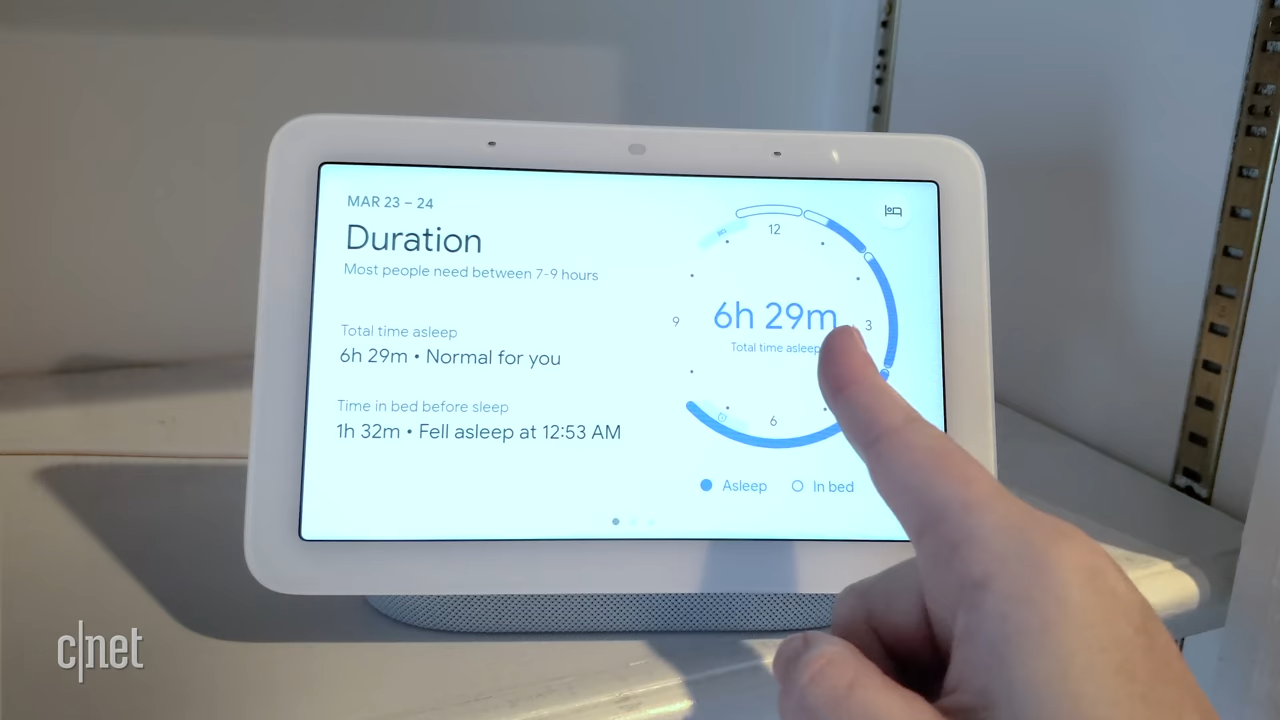 MAR 23 – 24
Duration
Most people need between 7-9 hours
Total time asleep
6h 29m • Normal for you
Time in bed before sleep
1h 32m • Fell asleep at 12:53 AM
12
9
3
6
6h 29m
Total time asleep
Asleep
In bed
c|net